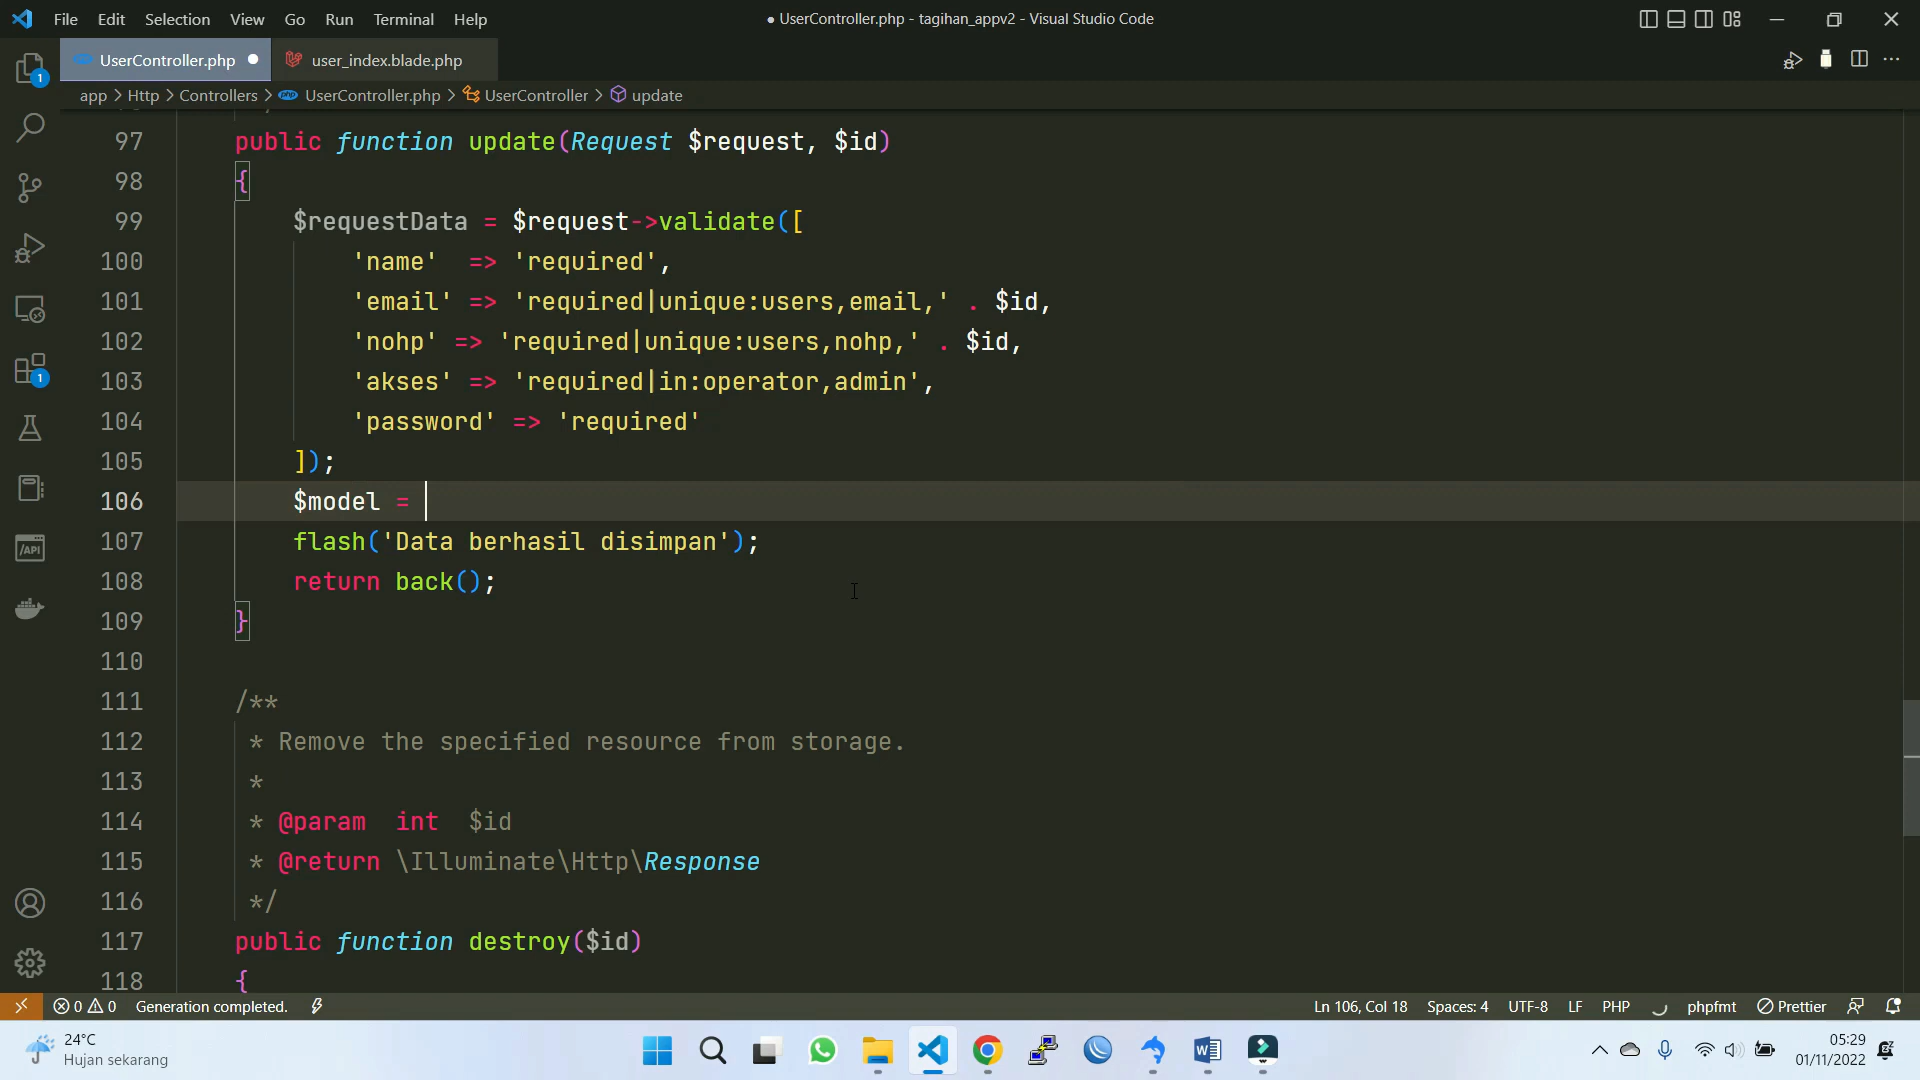 File Edit Selection View Go Run Terminal Help
● UserController.php - tagihan_appv2 - Visual Studio Code
UserController.php ●
user_index.blade.php
app > Http > Controllers > php UserController.php > UserController > update
97 public function update(Request $request, $id)
98 {
99 $requestData = $request->validate([
100 'name'  => 'required',
101 'email' => 'required|unique:users,email,' . $id,
102 'nohp' => 'required|unique:users,nohp,' . $id,
103 'akses' => 'required|in:operator,admin',
104 'password' => 'required'
105 ]);
106 $model =
107 flash('Data berhasil disimpan');
108 return back();
109 }
110
111 /**
112 * Remove the specified resource from storage.
113 *
114 * @param  int  $id
115 * @return \Illuminate\Http\Response
116 */
117 public function destroy($id)
118 {
1
1
/API
0 0 Generation completed.
Ln 106, Col 18 Spaces: 4 UTF-8 LF PHP phpfmt Prettier
24°C
Hujan sekarang
05:29
01/11/2022